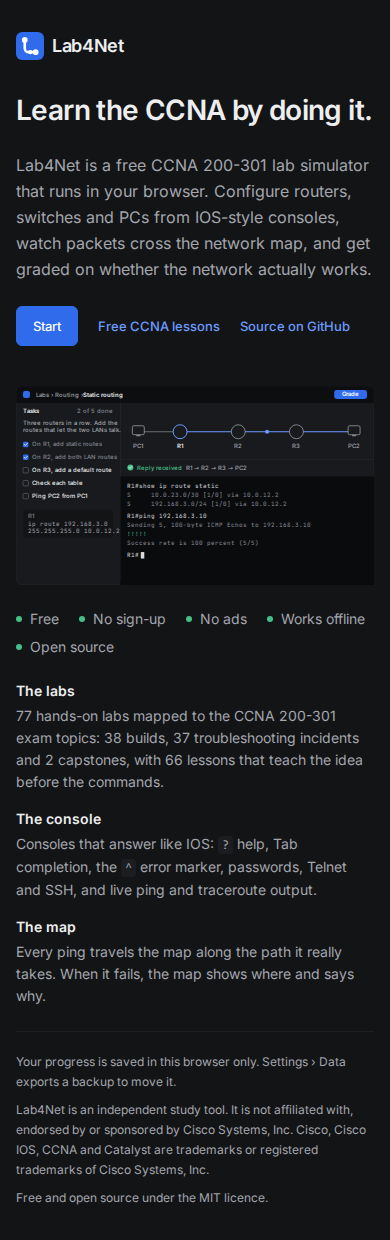 Lab4Net
Learn the CCNA by doing it.
Lab4Net is a free CCNA 200-301 lab simulator
that runs in your browser. Configure routers,
switches and PCs from IOS-style consoles,
watch packets cross the network map, and get
graded on whether the network actually works.
Start
Free CCNA lessons
Source on GitHub
Labs › Routing › Static routing
Grade
Tasks
2 of 5 done
Three routers in a row. Add the
routes that let the two LANs talk.
On R1, add static routes
On R2, add both LAN routes
On R3, add a default route
Check each table
Ping PC2 from PC1
R1
ip route 192.168.3.0
255.255.255.0 10.0.12.2
PC1
R1
R2
R3
PC2
Reply received R1 → R2 → R3 → PC2
R1#show ip route static
S 10.0.23.0/30 [1/0] via 10.0.12.2
S 192.168.3.0/24 [1/0] via 10.0.12.2
R1#ping 192.168.3.10
Sending 5, 100-byte ICMP Echos to 192.168.3.10
!!!!!
Success rate is 100 percent (5/5)
R1#
Free
No sign-up
No ads
Works offline
Open source
The labs
77 hands-on labs mapped to the CCNA 200-301
exam topics: 38 builds, 37 troubleshooting incidents
and 2 capstones, with 66 lessons that teach the idea
before the commands.
The console
Consoles that answer like IOS: ? help, Tab
completion, the ^ error marker, passwords, Telnet
and SSH, and live ping and traceroute output.
The map
Every ping travels the map along the path it really
takes. When it fails, the map shows where and says
why.
Your progress is saved in this browser only. Settings › Data
exports a backup to move it.
Lab4Net is an independent study tool. It is not affiliated with,
endorsed by or sponsored by Cisco Systems, Inc. Cisco, Cisco
IOS, CCNA and Catalyst are trademarks or registered
trademarks of Cisco Systems, Inc.
Free and open source under the MIT licence.